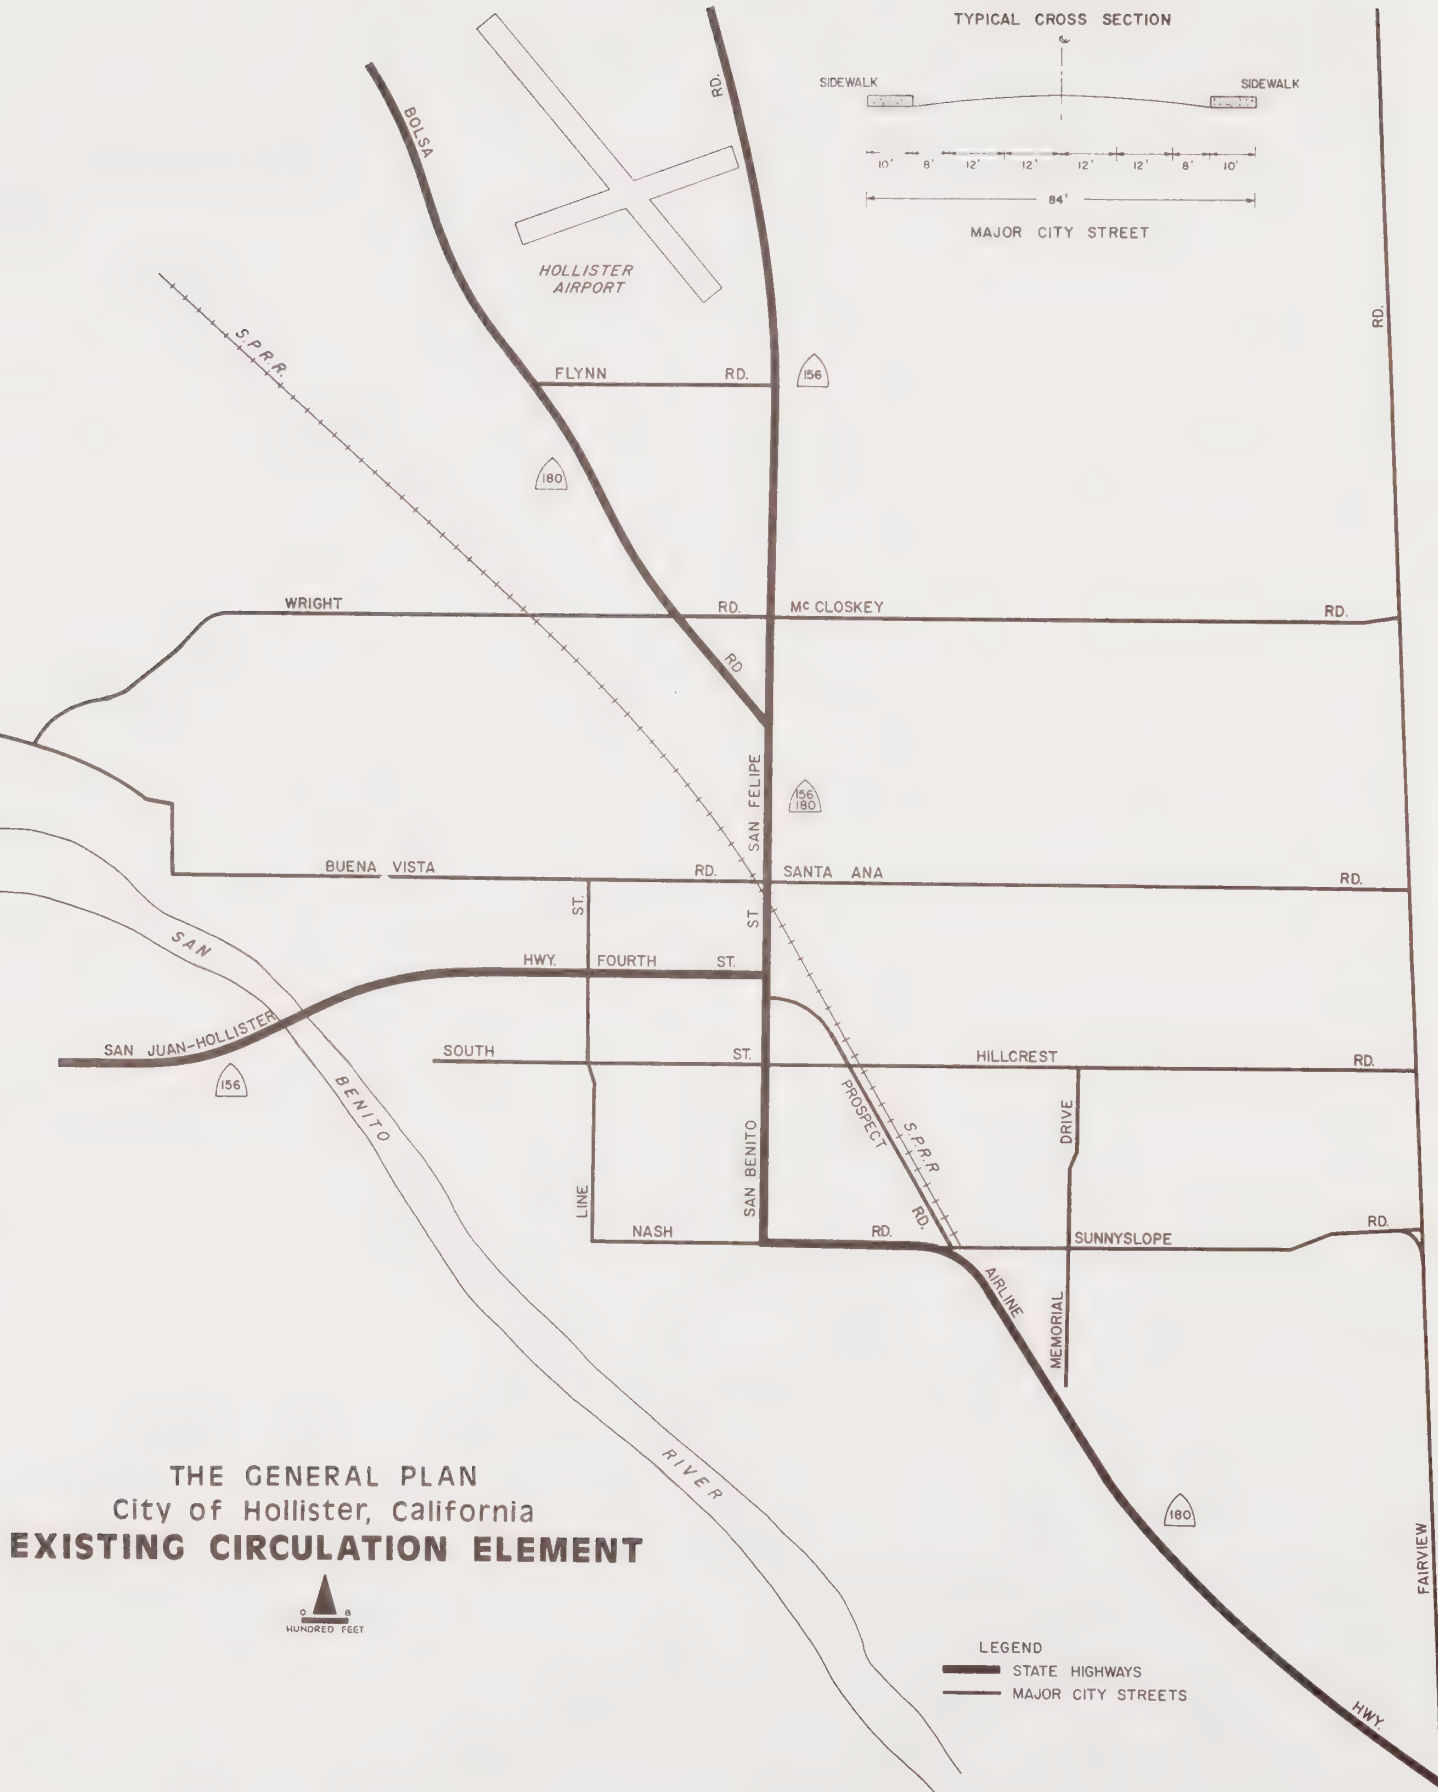 TYPICAL CROSS SECTION
℄
SIDEWALK
SIDEWALK
10' 8' 12' 12' 12' 12' 8' 10'
84'
MAJOR CITY STREET
BOLSA
RD.
HOLLISTER
AIRPORT
S.P.R.R.
RD.
FLYNN RD.
156
180
WRIGHT RD.
Mc CLOSKEY RD.
RD
SAN FELIPE
156
180
BUENA VISTA RD.
SANTA ANA RD.
ST.
ST
SAN
HWY. FOURTH ST.
SAN JUAN-HOLLISTER
156
SOUTH ST.
HILLCREST RD.
BENITO
PROSPECT
S.P.R.R
DRIVE
SAN BENITO
LINE
RD.
NASH RD.
SUNNYSLOPE RD.
AIRLINE
MEMORIAL
RIVER
180
FAIRVIEW
HWY.
THE GENERAL PLAN
City of Hollister, California
EXISTING CIRCULATION ELEMENT
0 8
HUNDRED FEET
LEGEND
STATE HIGHWAYS
MAJOR CITY STREETS